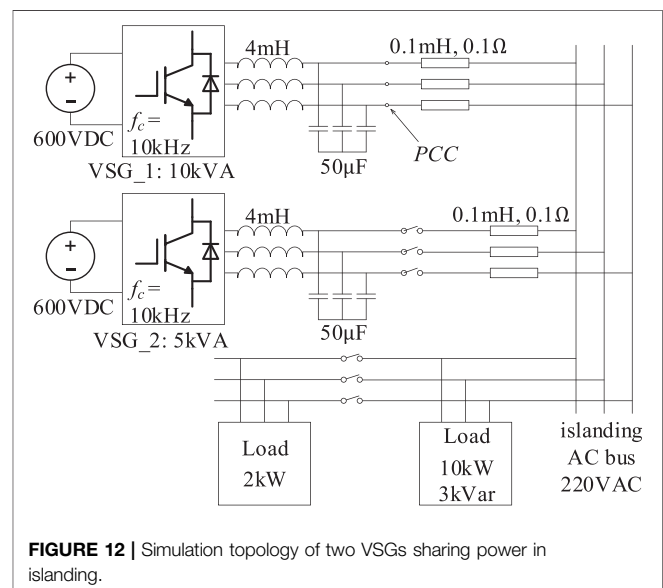 4mH
0.1mH, 0.1Ω
+
-
600VDC
f_c=
10kHz
VSG_1: 10kVA
50μF
PCC
4mH
0.1mH, 0.1Ω
+
-
600VDC
f_c=
10kHz
VSG_2: 5kVA
50μF
Load
2kW
Load
10kW
3kVar
islanding
AC bus
220VAC
FIGURE 12 | Simulation topology of two VSGs sharing power in
islanding.